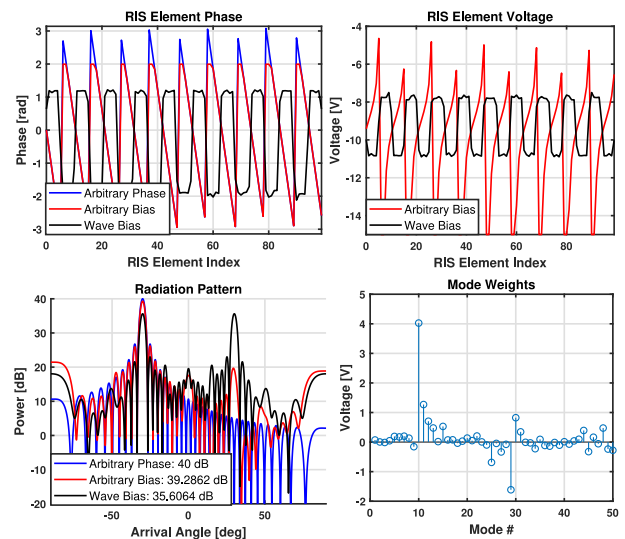 RIS Element Phase
3
2
1
0
-1
-2
-3
Phase [rad]
Arbitrary Phase
Arbitrary Bias
Wave Bias
0 20 40 60 80
RIS Element Index
RIS Element Voltage
-4
-6
-8
-10
-12
-14
Voltage [V]
Arbitrary Bias
Wave Bias
0 20 40 60 80
RIS Element Index
Radiation Pattern
40
30
20
10
0
-10
-20
Power [dB]
Arbitrary Phase: 40 dB
Arbitrary Bias: 39.2862 dB
Wave Bias: 35.6064 dB
-50 0 50
Arrival Angle [deg]
Mode Weights
5
4
3
2
1
0
-1
-2
Voltage [V]
0 10 20 30 40 50
Mode #